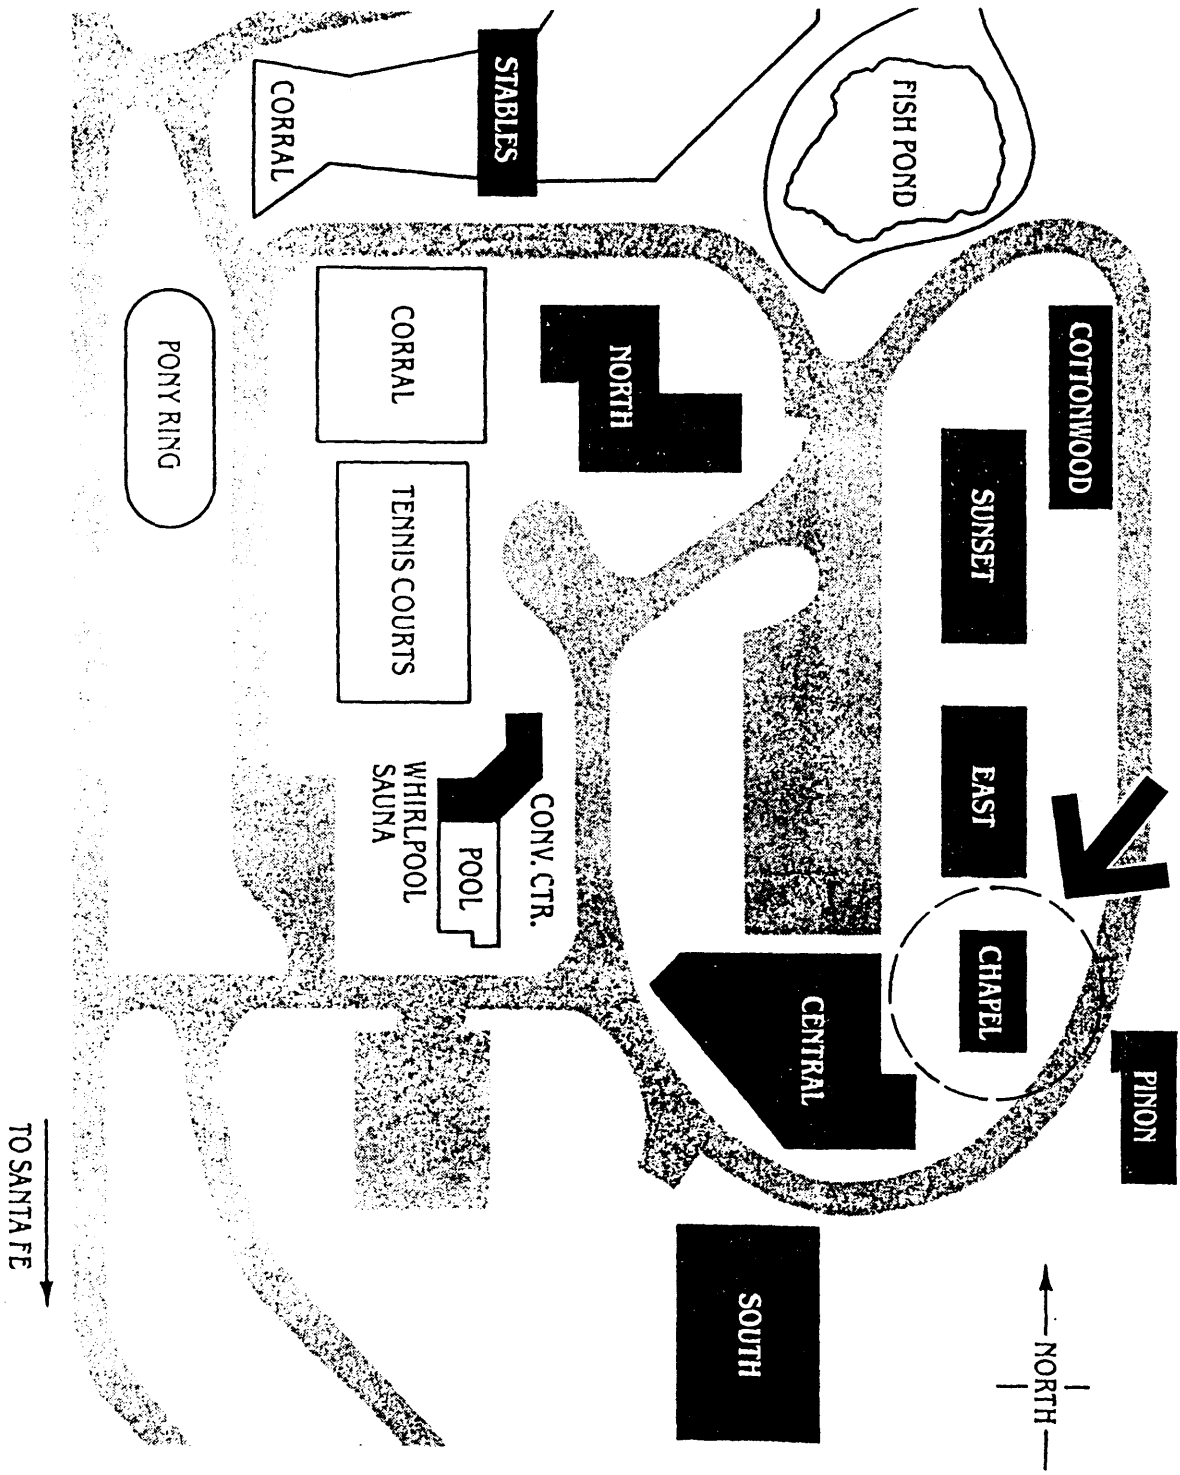 FISH POND
STABLES
CORRAL
COTTONWOOD
NORTH
CORRAL
PONY RING
SUNSET
TENNIS COURTS
EAST
CONV. CTR.
POOL
WHIRLPOOL
SAUNA
CHAPEL
CENTRAL
PINON
SOUTH
TO SANTA FE
NORTH